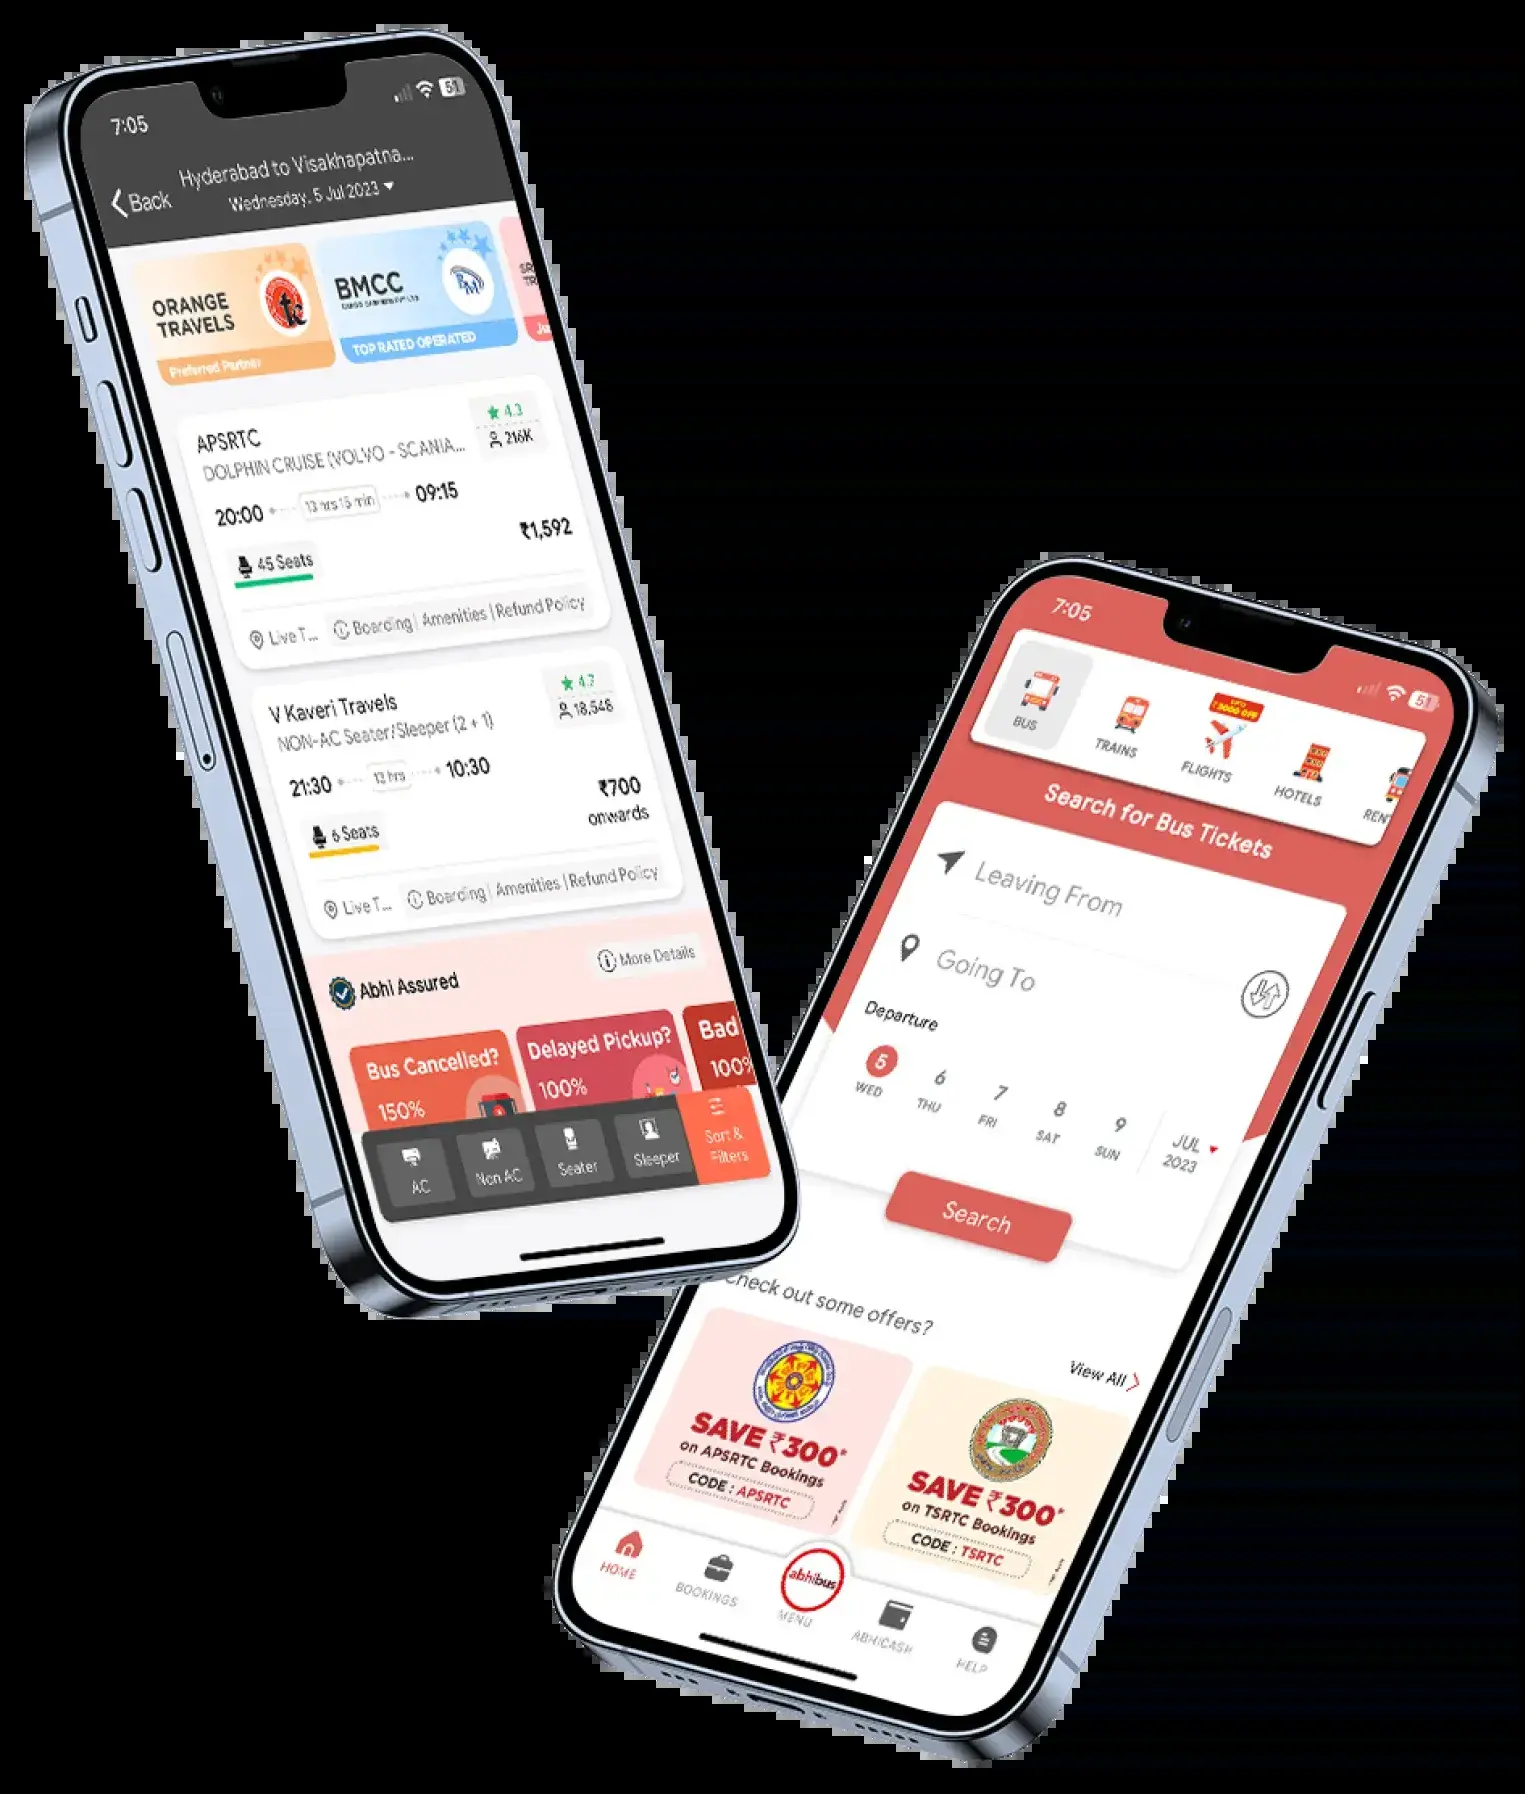 7:05
51
Back
Hyderabad to Visakhapatna...
Wednesday, 5 Jul 2023
ORANGE
TRAVELS
Preferred Partner
BMCC
TOP RATED OPERATED
SR
TR
APSRTC
DOLPHIN CRUISE (VOLVO - SCANIA...
4.3
216K
20:00
13 hrs 15 min
09:15
₹1,592
45 Seats
Live T...
Boarding | Amenities | Refund Policy
V Kaveri Travels
NON-AC Seater/Sleeper (2 + 1)
18,548
21:30
13 hrs
10:30
₹700
onwards
6 Seats
Live T...
Boarding | Amenities | Refund Policy
Abhi Assured
More Details
Bus Cancelled?
150%
Delayed Pickup?
100%
Bad
100%
AC
Non AC
Seater
Sleeper
Sort &
Filters
7:05
51
BUS
TRAINS
FLIGHTS
HOTELS
REN
Search for Bus Tickets
Leaving From
Going To
Departure
5 6 7 8 9
WED THU FRI SAT SUN
JUL
2023
Search
Check out some offers?
View All
SAVE ₹300*
on APSRTC Bookings
CODE : APSRTC
SAVE ₹300*
on TSRTC Bookings
CODE : TSRTC
HOME
BOOKINGS
abhibus
MENU
ABHICASH
HELP